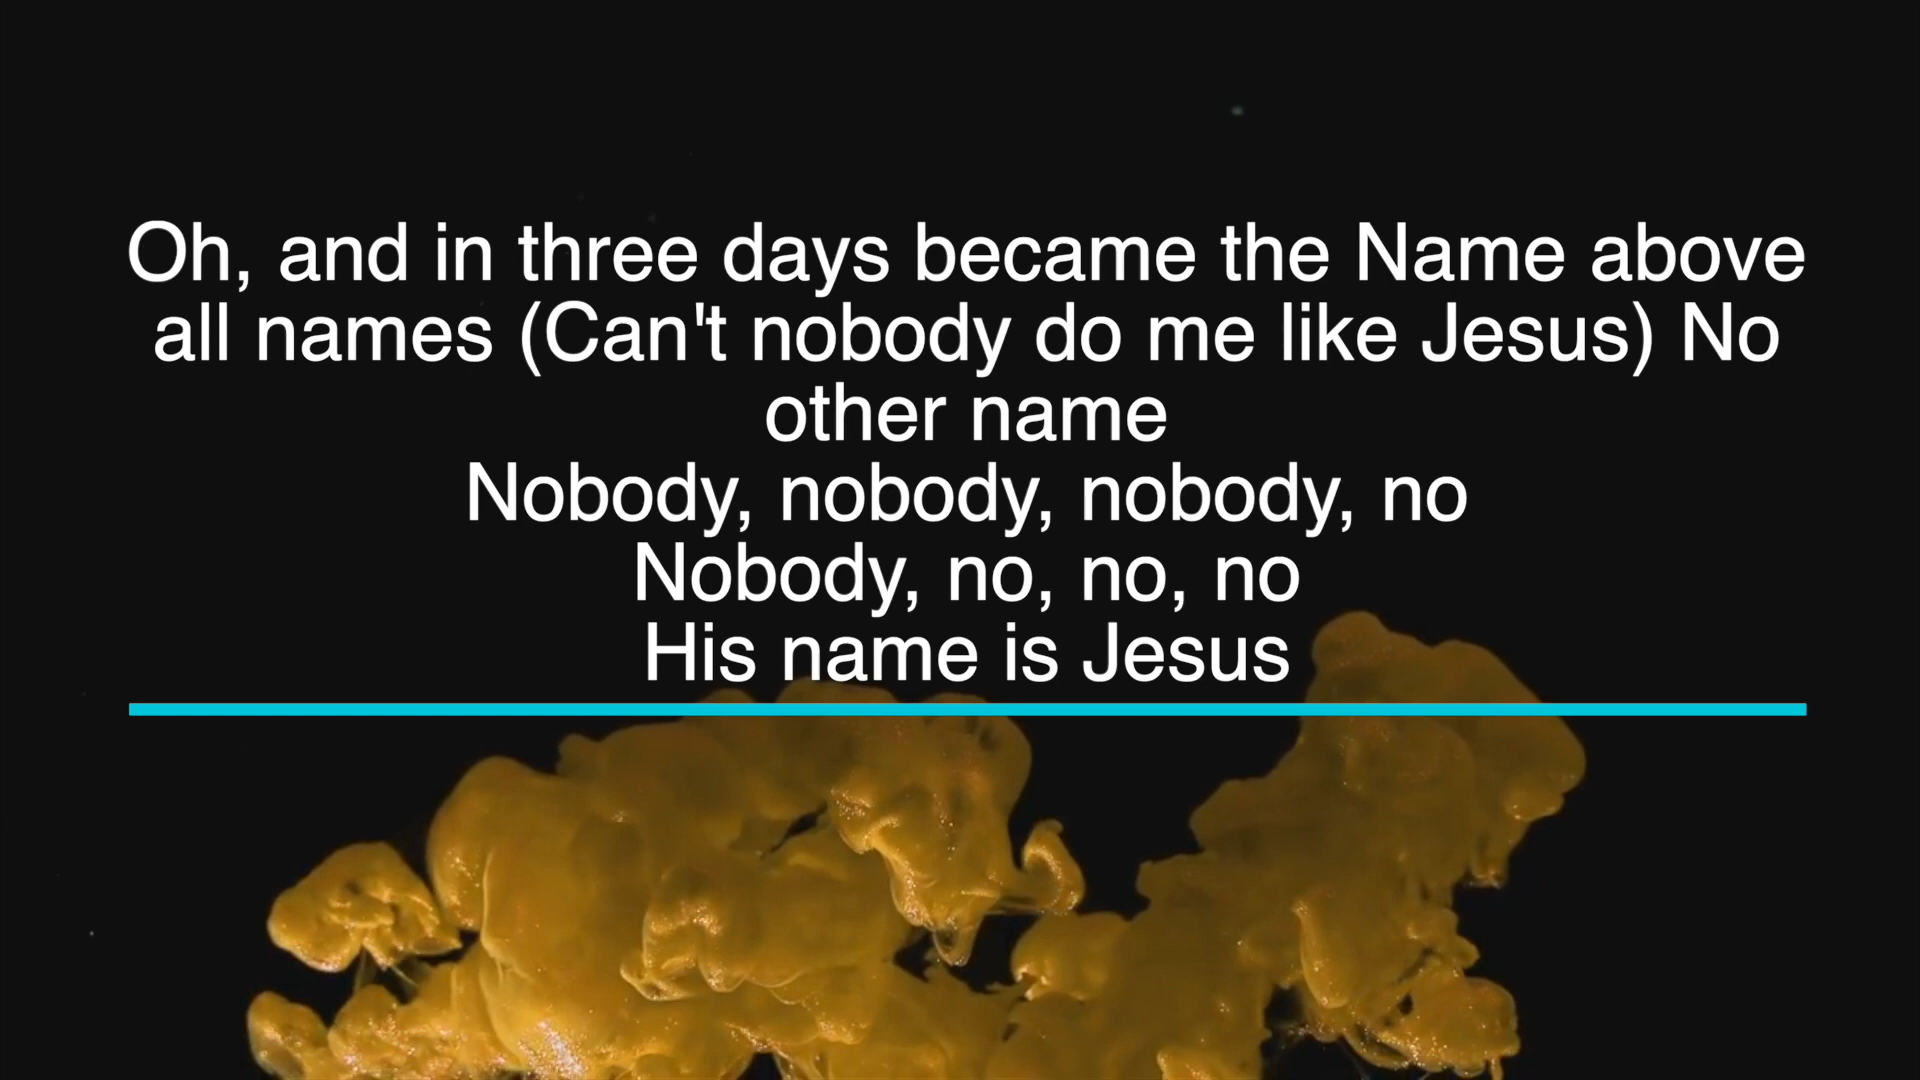 Oh, and in three days became the Name above
all names (Can't nobody do me like Jesus) No
other name
Nobody, nobody, nobody, no
Nobody, no, no, no
His name is Jesus